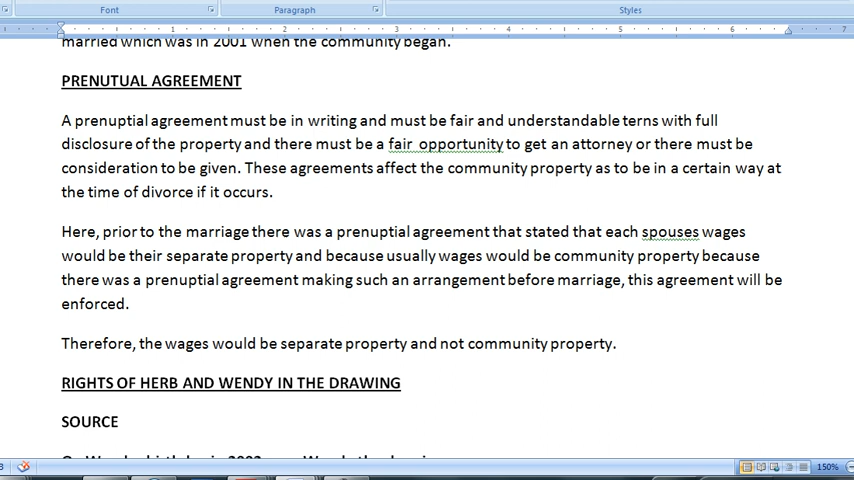 Font Paragraph Styles
1 2 3 4 5 6 7
married which was in 2001 when the community began.
PRENUTUAL AGREEMENT
A prenuptial agreement must be in writing and must be fair and understandable terns with full
disclosure of the property and there must be a fair opportunity to get an attorney or there must be
consideration to be given. These agreements affect the community property as to be in a certain way at
the time of divorce if it occurs.
Here, prior to the marriage there was a prenuptial agreement that stated that each spouses wages
would be their separate property and because usually wages would be community property because
there was a prenuptial agreement making such an arrangement before marriage, this agreement will be
enforced.
Therefore, the wages would be separate property and not community property.
RIGHTS OF HERB AND WENDY IN THE DRAWING
SOURCE
150%